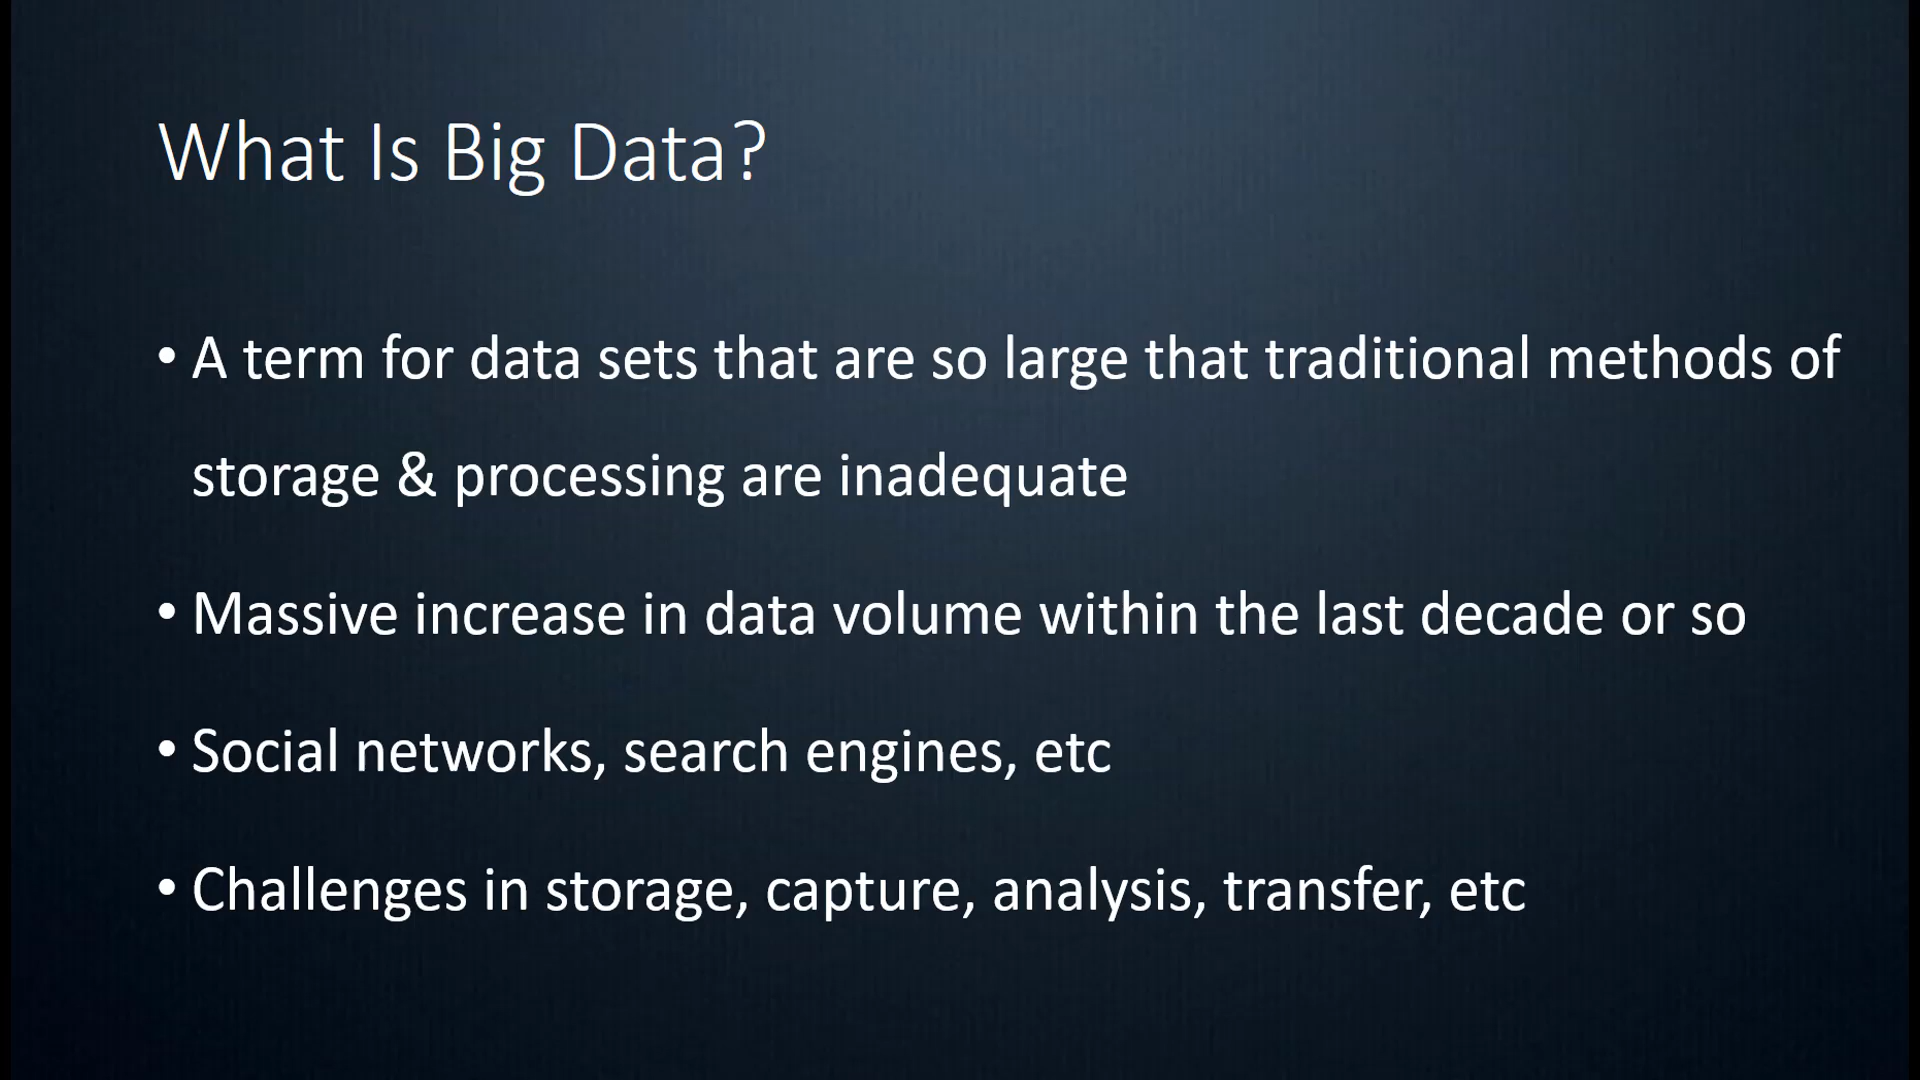 What Is Big Data?
• A term for data sets that are so large that traditional methods of
storage & processing are inadequate
• Massive increase in data volume within the last decade or so
• Social networks, search engines, etc
• Challenges in storage, capture, analysis, transfer, etc